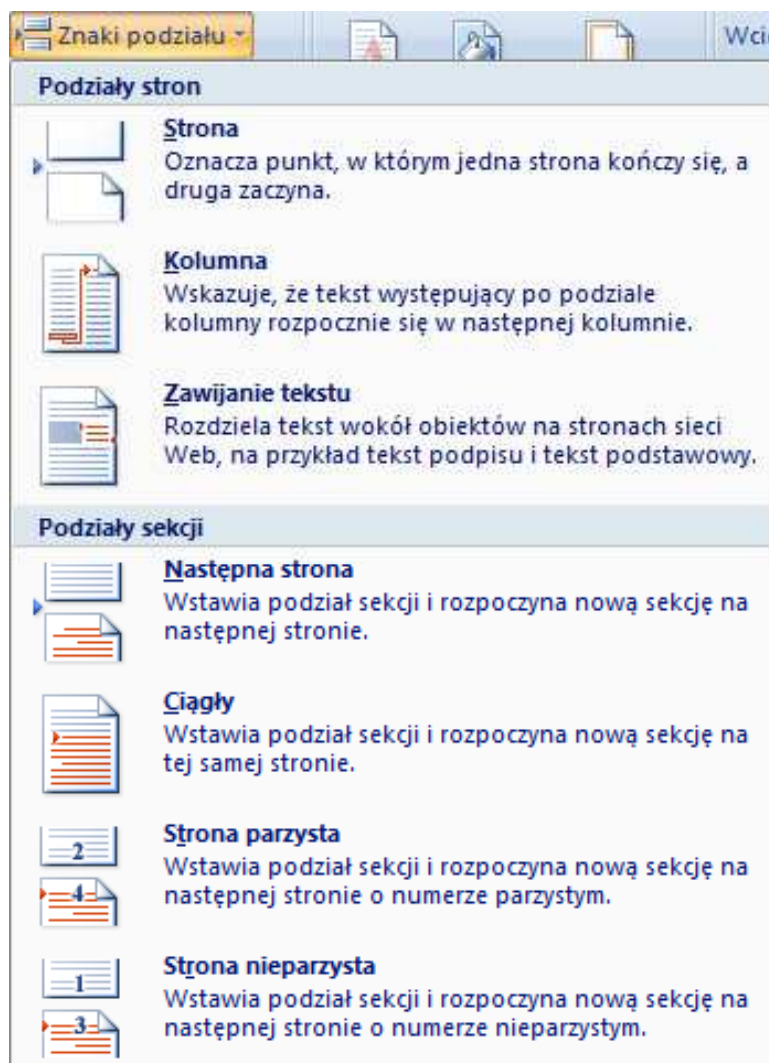 Znaki podziału
Wci
Podziały stron
Strona
Oznacza punkt, w którym jedna strona kończy się, a
druga zaczyna.
Kolumna
Wskazuje, że tekst występujący po podziale
kolumny rozpocznie się w następnej kolumnie.
Zawijanie tekstu
Rozdziela tekst wokół obiektów na stronach sieci
Web, na przykład tekst podpisu i tekst podstawowy.
Podziały sekcji
Następna strona
Wstawia podział sekcji i rozpoczyna nową sekcję na
następnej stronie.
Ciągły
Wstawia podział sekcji i rozpoczyna nową sekcję na
tej samej stronie.
2
4
Strona parzysta
Wstawia podział sekcji i rozpoczyna nową sekcję na
następnej stronie o numerze parzystym.
1
3
Strona nieparzysta
Wstawia podział sekcji i rozpoczyna nową sekcję na
następnej stronie o numerze nieparzystym.